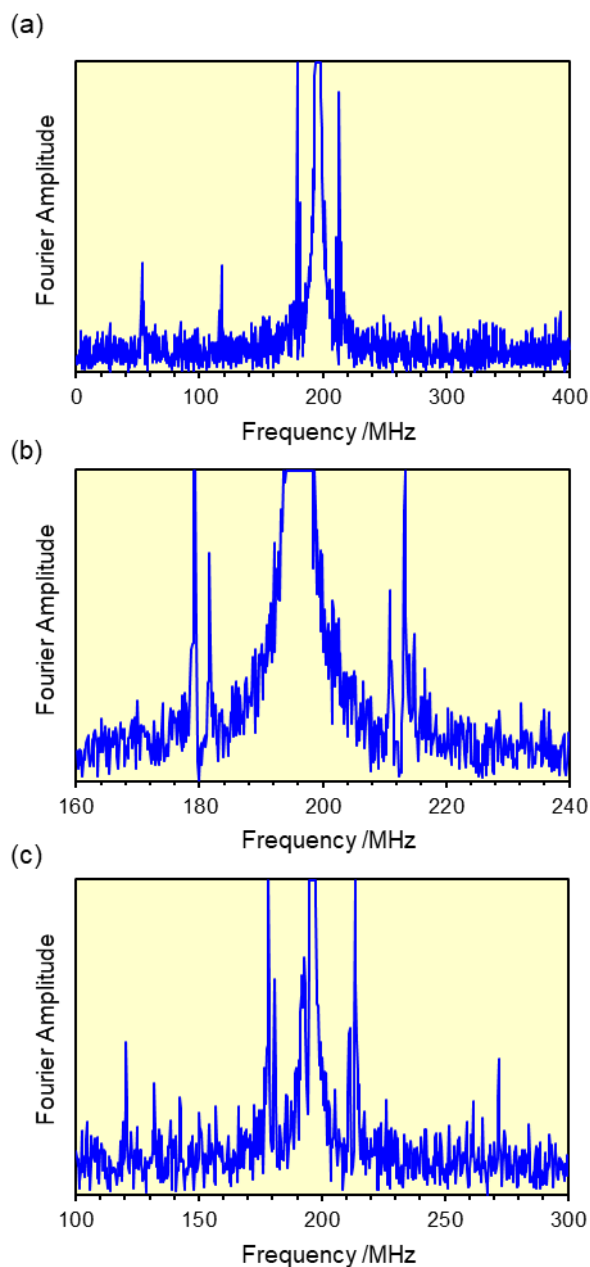 (a)
Fourier Amplitude
0 100 200 300 400
Frequency /MHz
(b)
Fourier Amplitude
160 180 200 220 240
Frequency /MHz
(c)
Fourier Amplitude
100 150 200 250 300
Frequency /MHz